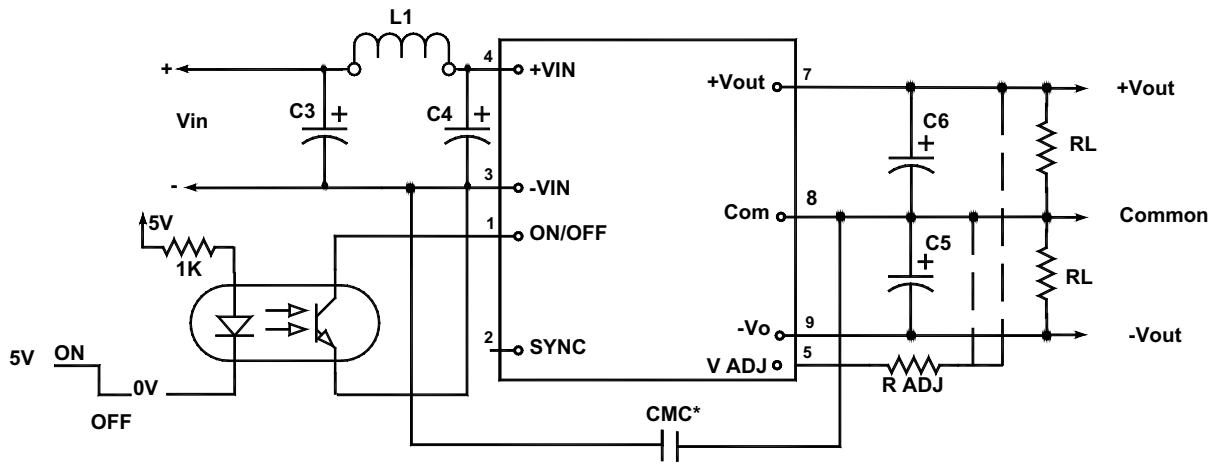 L1
4
+VIN
+
C3
+
C4
+
Vin
-
3
-VIN
5V
1K
1
ON/OFF
2
SYNC
5V
ON
0V
OFF
+Vout
7
+Vout
C6
+
RL
Com
8
Common
C5
+
RL
-Vo
9
-Vout
V ADJ
5
R ADJ
CMC*